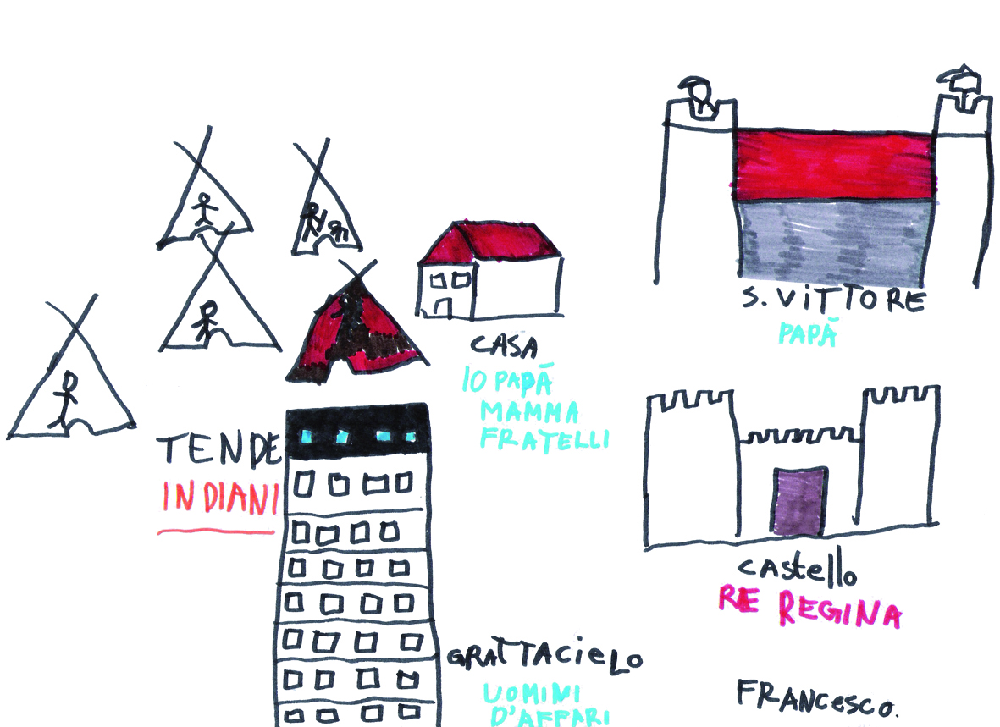 S. ViTTORE
PAPÀ
CASA
IO PAPÀ
MAMMA
FRATELLI
TENDE
INDIANI
CAStello
RE REGINA
GRATTACieLo
UOMINI
D'AFFARI
FRANCesco.